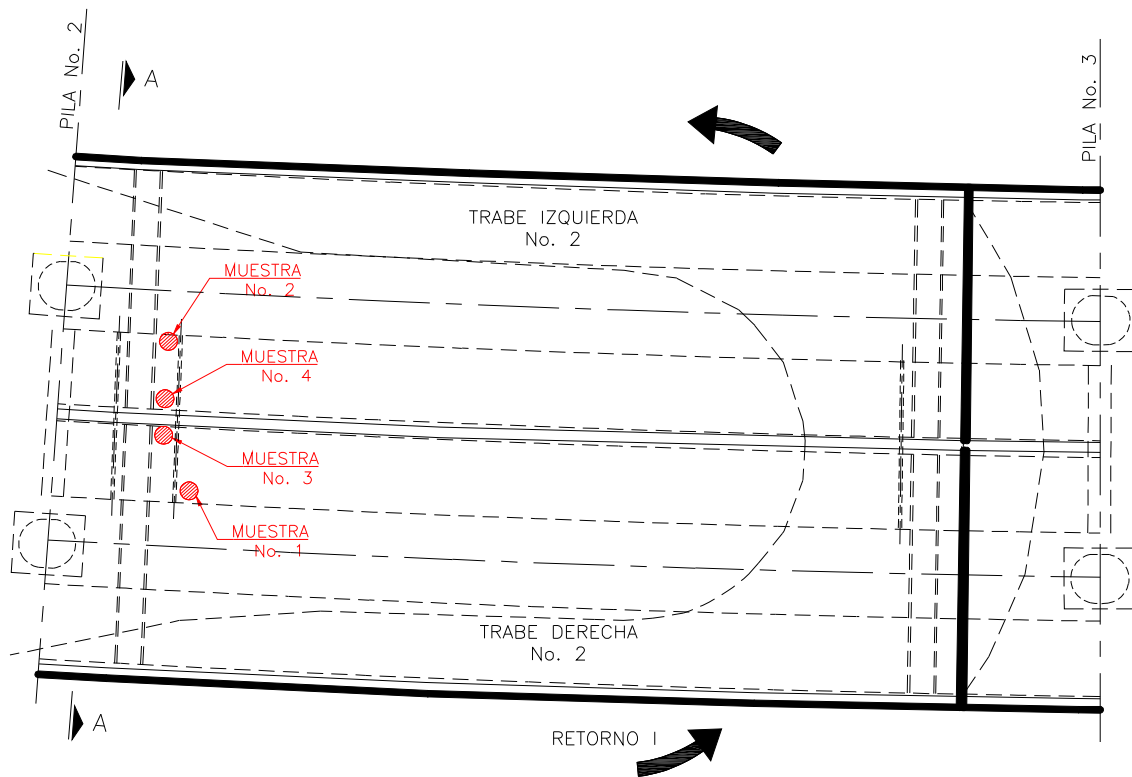 PILA No. 2
A
PILA No. 3
TRABE IZQUIERDA
No. 2
MUESTRA
No. 2
MUESTRA
No. 4
MUESTRA
No. 3
MUESTRA
No. 1
TRABE DERECHA
No. 2
A
RETORNO I